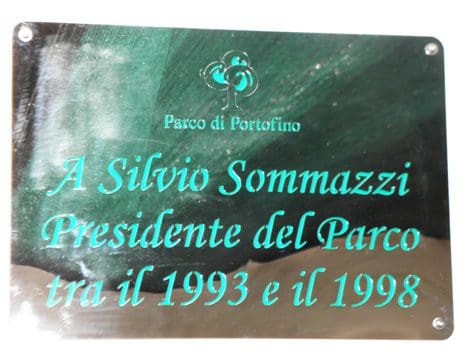 Parco di Portofino
A Silvio Sommazzi
Presidente del Parco
tra il 1993 e il 1998